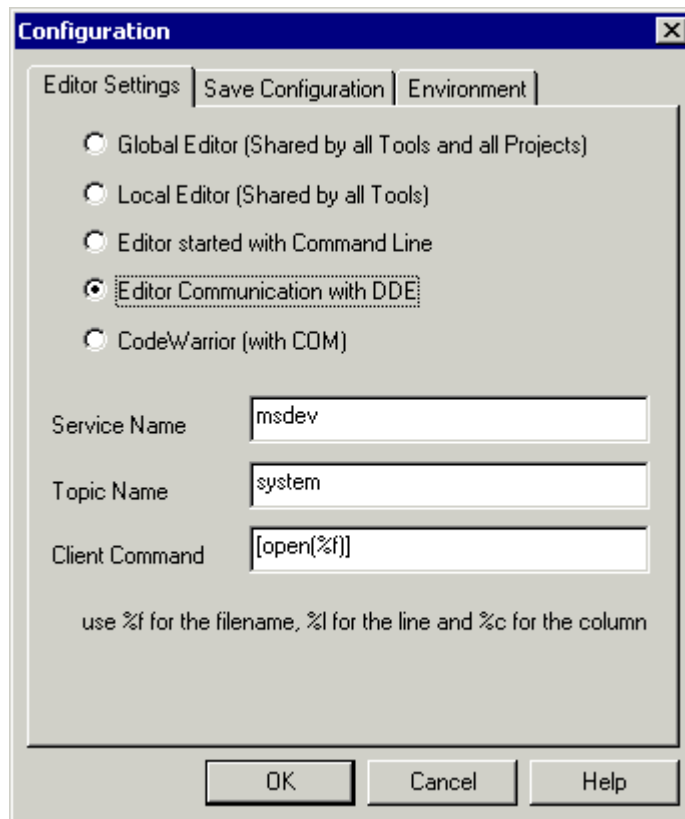 Configuration
Editor Settings
Save Configuration
Environment
Global Editor (Shared by all Tools and all Projects)
Local Editor (Shared by all Tools)
Editor started with Command Line
Editor Communication with DDE
CodeWarrior (with COM)
Service Name
msdev
Topic Name
system
Client Command
[open(%f)]
use %f for the filename, %l for the line and %c for the column
OK
Cancel
Help